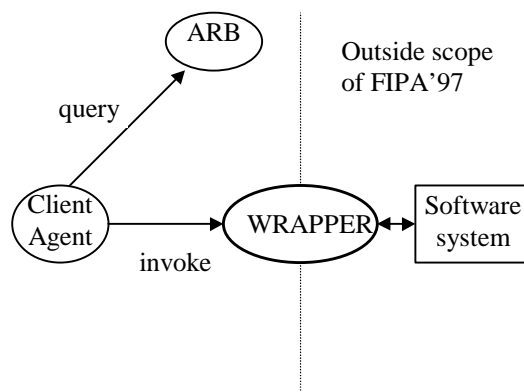 ARB
Outside scope
of FIPA’97
query
Client
Agent
WRAPPER
Software
system
invoke